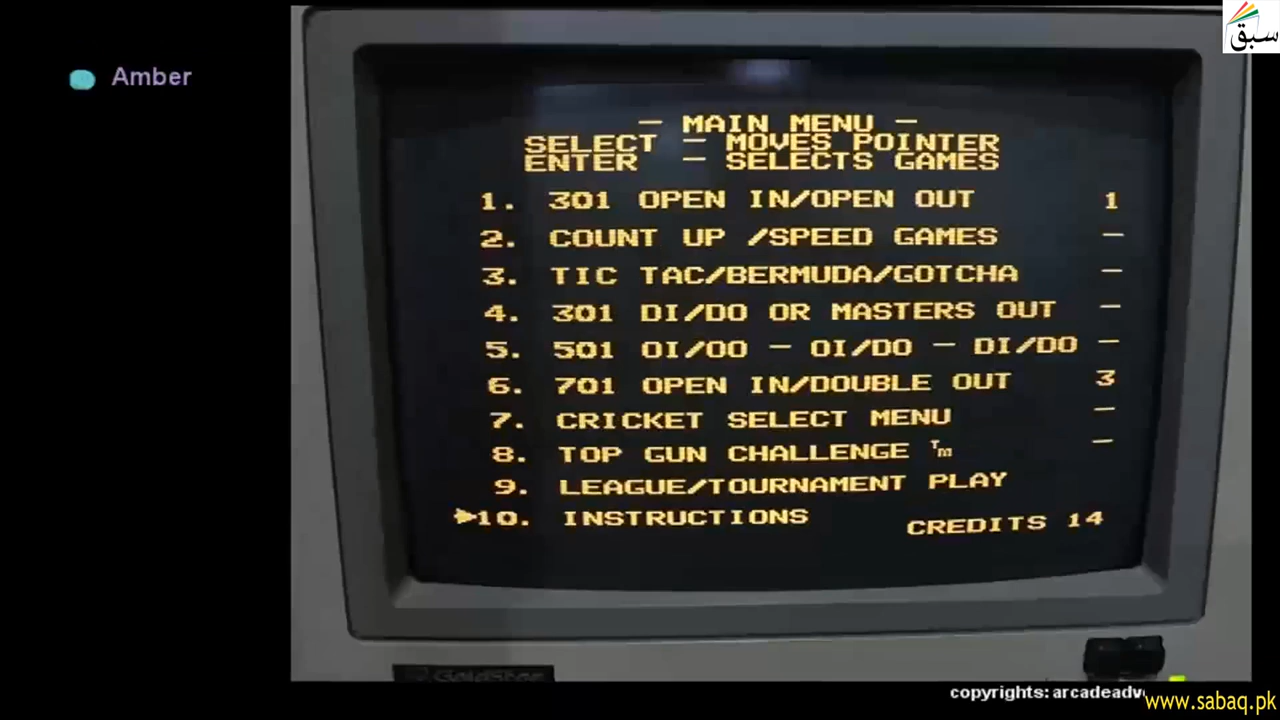 سبق
Amber
— MAIN MENU —
SELECT — MOVES POINTER
ENTER — SELECTS GAMES
1. 301 OPEN IN/OPEN OUT 1
2. COUNT UP /SPEED GAMES —
3. TIC TAC/BERMUDA/GOTCHA —
4. 301 DI/DO OR MASTERS OUT —
5. 501 OI/OO — OI/DO — DI/DO —
6. 701 OPEN IN/DOUBLE OUT 3
7. CRICKET SELECT MENU —
8. TOP GUN CHALLENGE ™ —
9. LEAGUE/TOURNAMENT PLAY
►10. INSTRUCTIONS
CREDITS 14
GoldStar
copyrights: arcadeadv
www.sabaq.pk